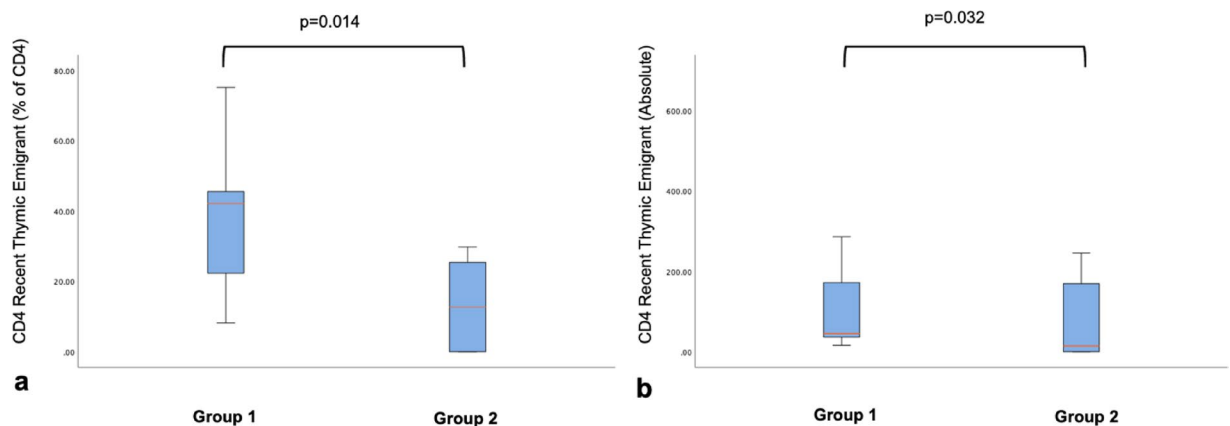 p=0.014
CD4 Recent Thymic Emigrant (% of CD4)
80.00
60.00
40.00
20.00
.00
a
Group 1
Group 2
p=0.032
CD4 Recent Thymic Emigrant (Absolute)
600.00
400.00
200.00
.00
b
Group 1
Group 2